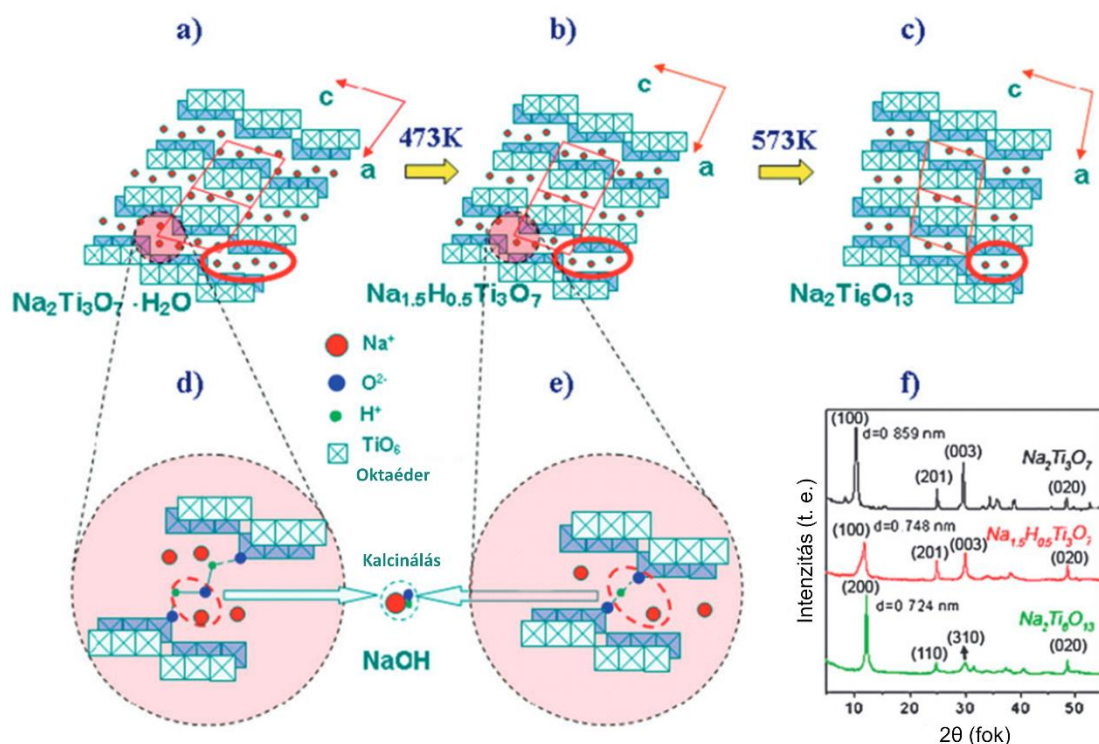 a)
b)
c)
c
a
473K
c
a
573K
c
a
Na₂Ti₃O₇ ·H₂O
Na₁.₅H₀.₅Ti₃O₇
Na₂Ti₆O₁₃
d)
Na⁺
O²⁻
H⁺
TiO₆
Oktaéder
e)
f)
Kalcinálás
NaOH
(100)
d=0 859 nm
(201)
(003)
Na₂Ti₃O₇
(020)
(100)
d=0.748 nm
(201)
(003)
Na₁.₅H₀.₅Ti₃O₇
(020)
(200)
d=0 724 nm
(110)
(310)
Na₂Ti₆O₁₃
(020)
Intenzitás (t. e.)
10 20 30 40 50
2θ (fok)